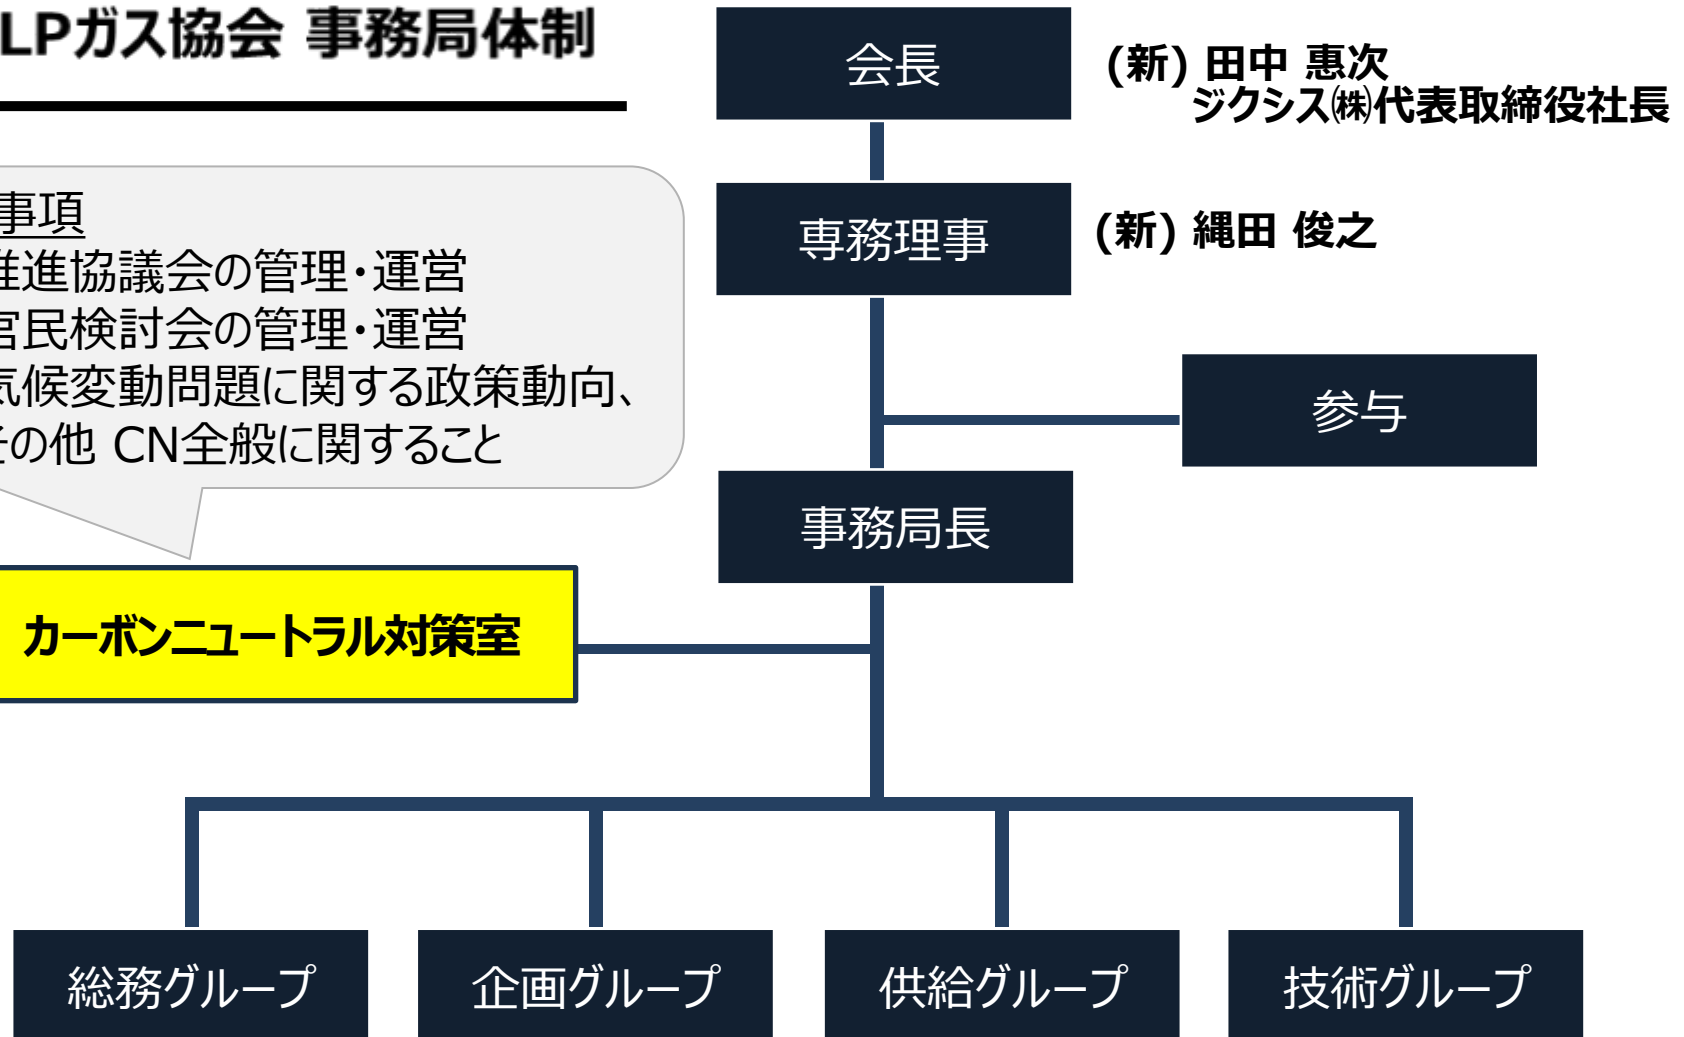 LPガス協会 事務局体制
会長
(新) 田中 恵次
ジクシス㈱代表取締役社長
専務理事
(新) 縄田 俊之
事項
推進協議会の管理・運営
官民検討会の管理・運営
気候変動問題に関する政策動向、
その他 CN全般に関すること
参与
事務局長
カーボンニュートラル対策室
総務グループ
企画グループ
供給グループ
技術グループ